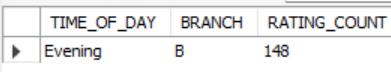 TIME_OF_DAY BRANCH RATING_COUNT
Evening B 148